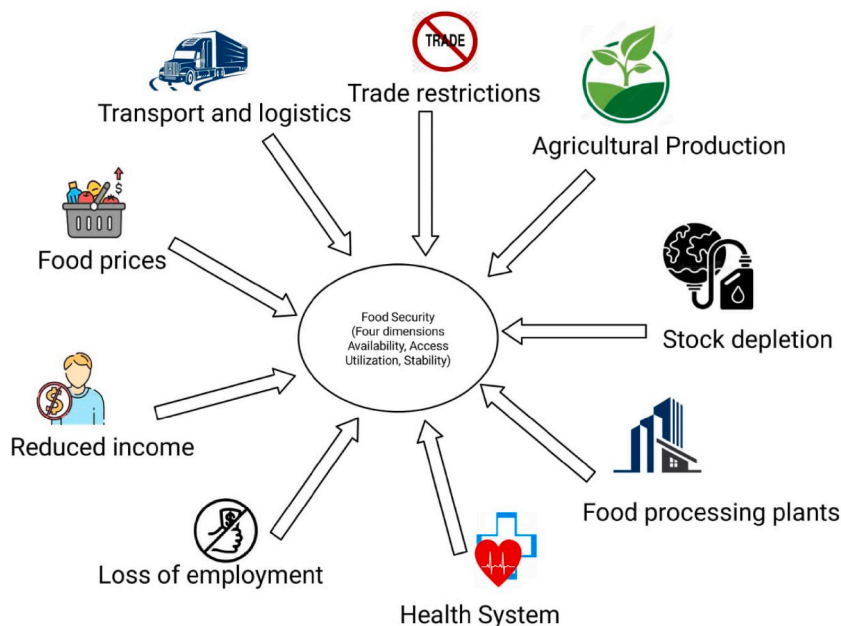 TRADE
Transport and logistics
Trade restrictions
Agricultural Production
$
Food prices
Food Security
(Four dimensions
Availability, Access
Utilization, Stability)
Stock depletion
$
Reduced income
Food processing plants
$
Loss of employment
Health System